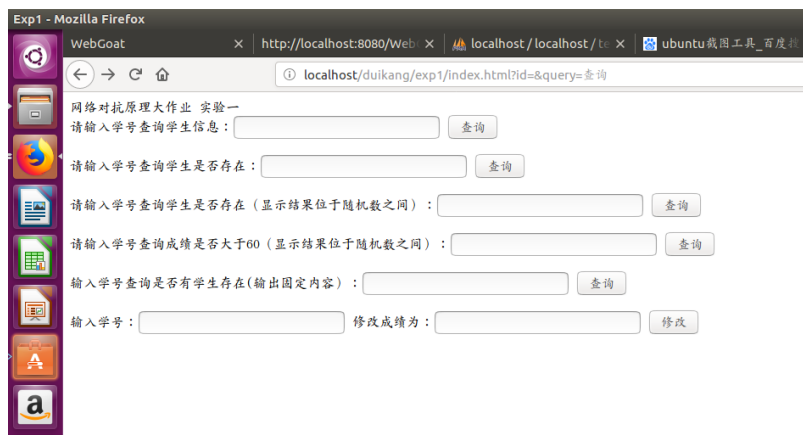 Exp1 - Mozilla Firefox
WebGoat × http://localhost:8080/Web × localhost / localhost / te × ubuntu截图工具_百度搜
localhost/duikang/exp1/index.html?id=&query=查询
网络对抗原理大作业 实验一
请输入学号查询学生信息： 查询
请输入学号查询学生是否存在： 查询
请输入学号查询学生是否存在（显示结果位于随机数之间）： 查询
请输入学号查询成绩是否大于60（显示结果位于随机数之间）： 查询
输入学号查询是否有学生存在(输出固定内容）： 查询
输入学号： 修改成绩为： 修改